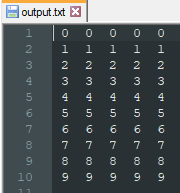 output.txt
1 0 0 0 0 0
2 1 1 1 1 1
3 2 2 2 2 2
4 3 3 3 3 3
5 4 4 4 4 4
6 5 5 5 5 5
7 6 6 6 6 6
8 7 7 7 7 7
9 8 8 8 8 8
10 9 9 9 9 9